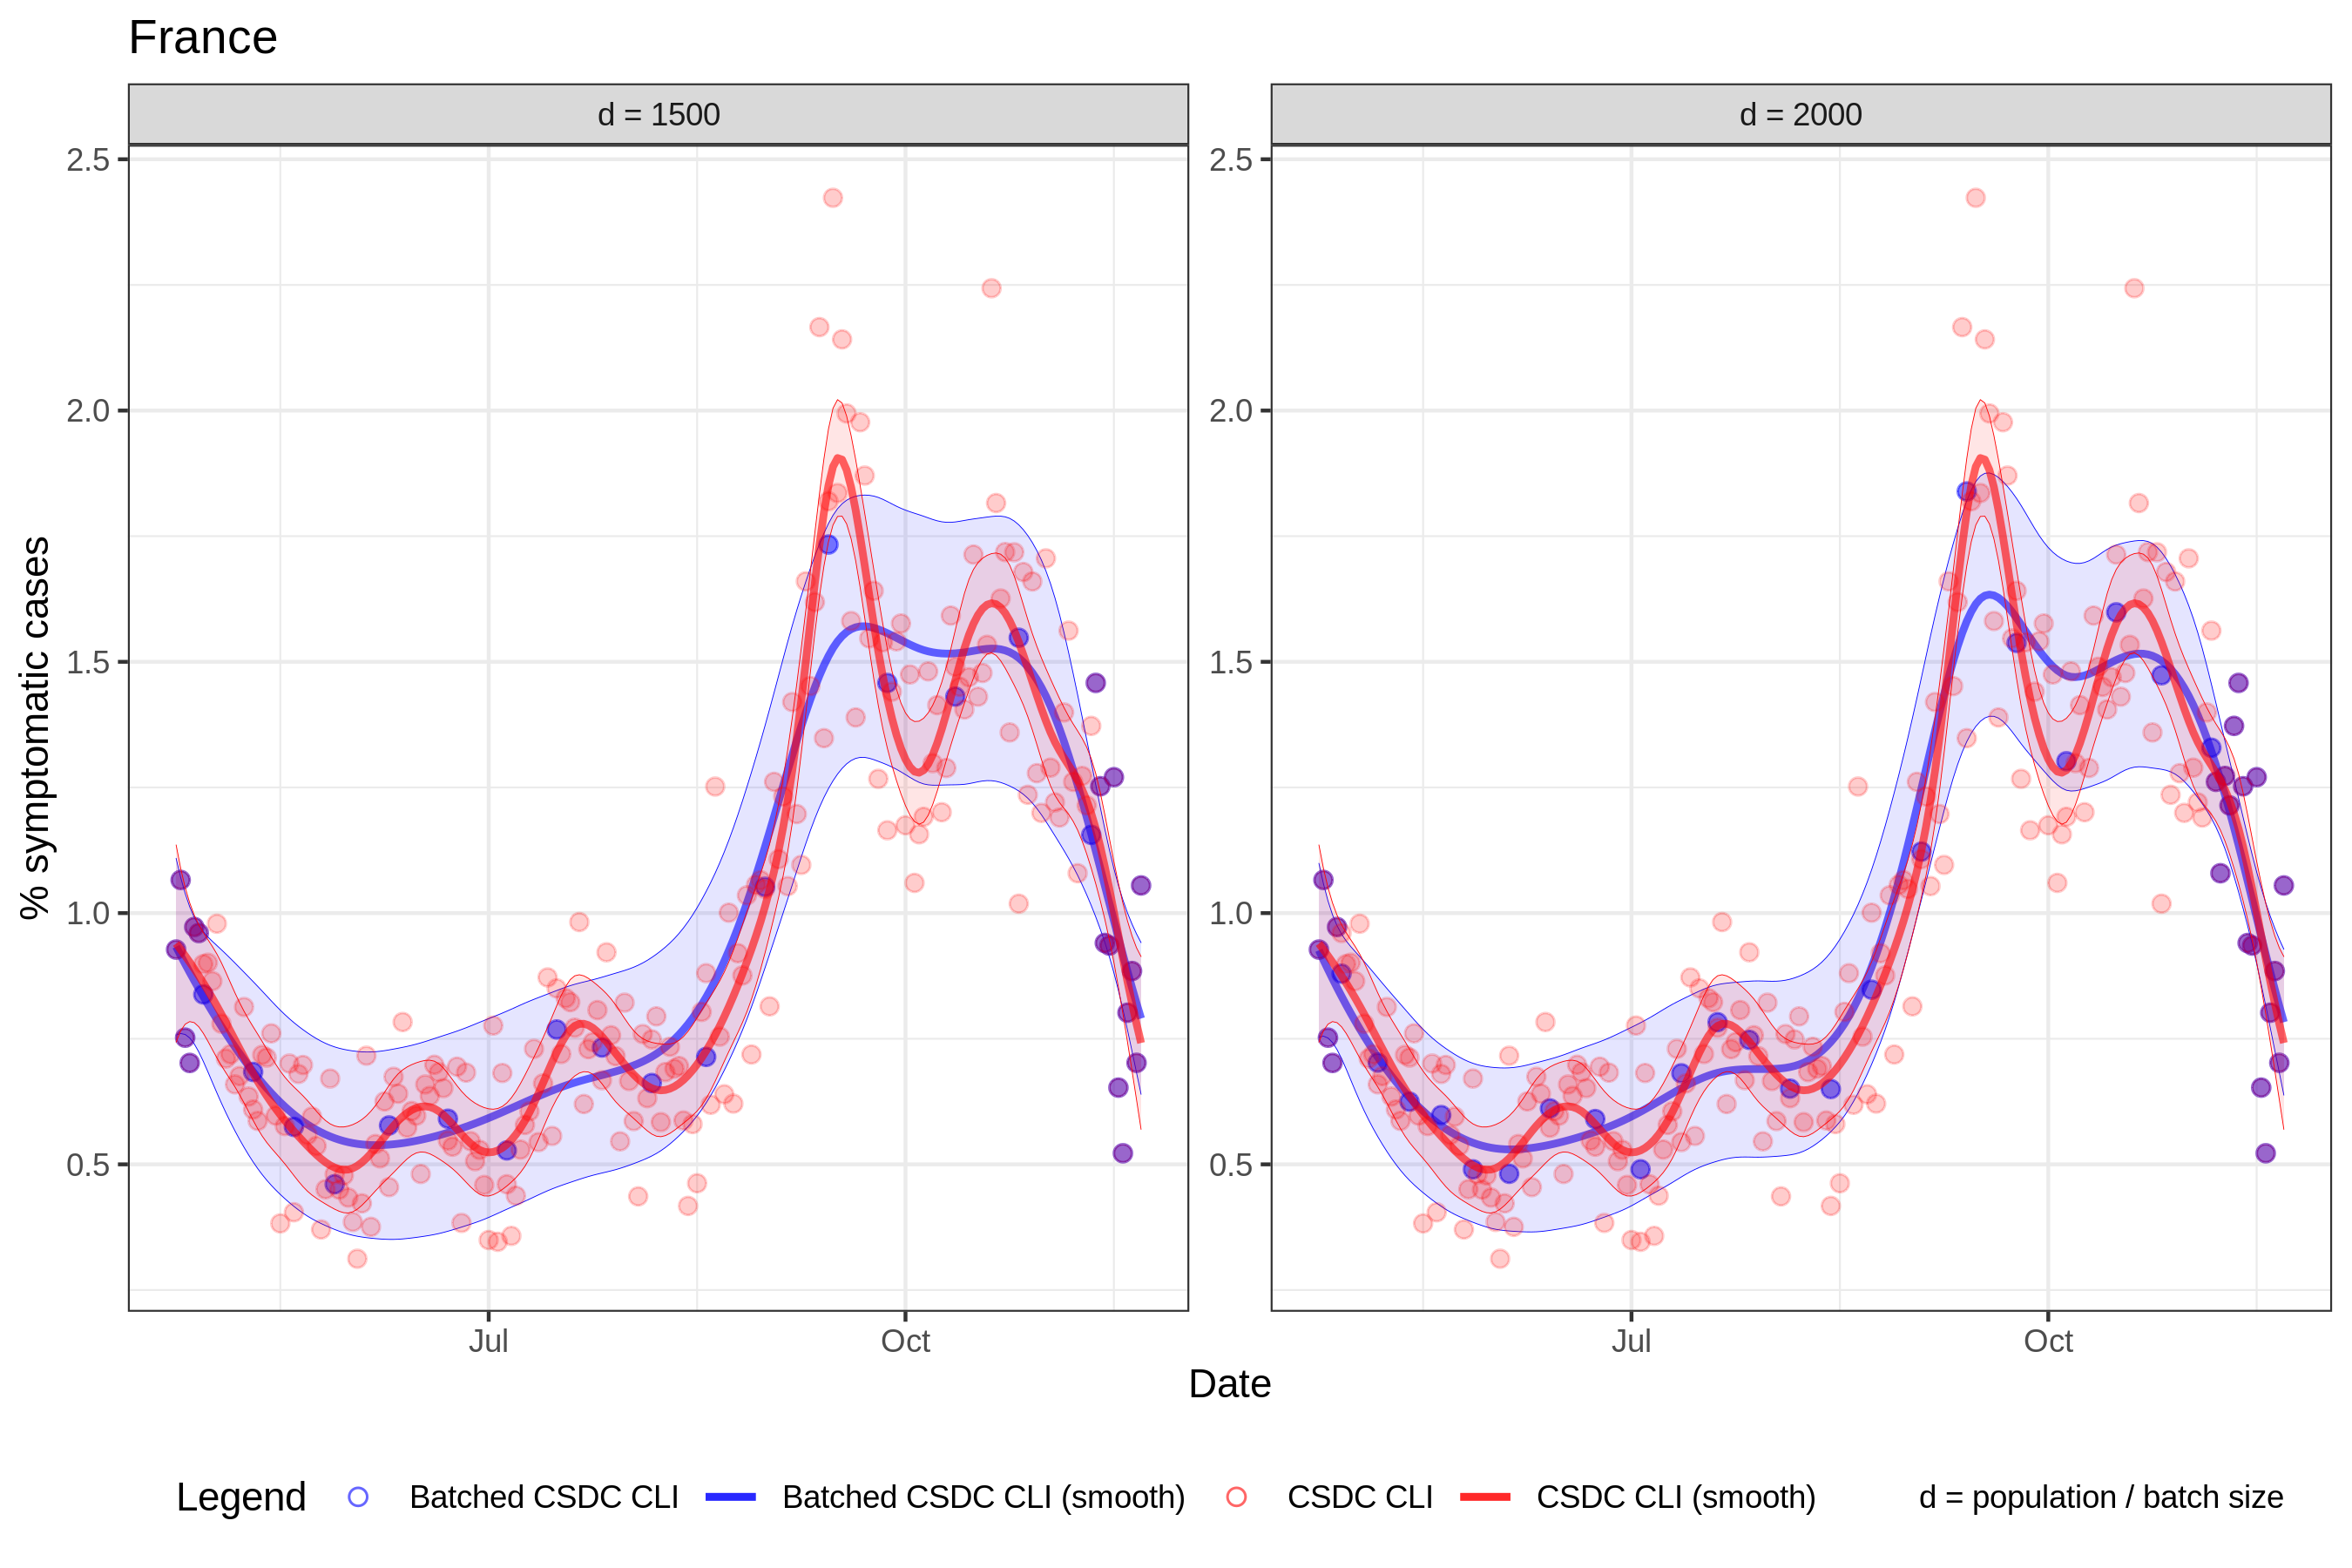 France
d = 1500
d = 2000
% symptomatic cases
2.5
2.0
1.5
1.0
0.5
2.5
2.0
1.5
1.0
0.5
Jul
Oct
Jul
Oct
Date
Legend
Batched CSDC CLI
Batched CSDC CLI (smooth)
CSDC CLI
CSDC CLI (smooth)
d = population / batch size